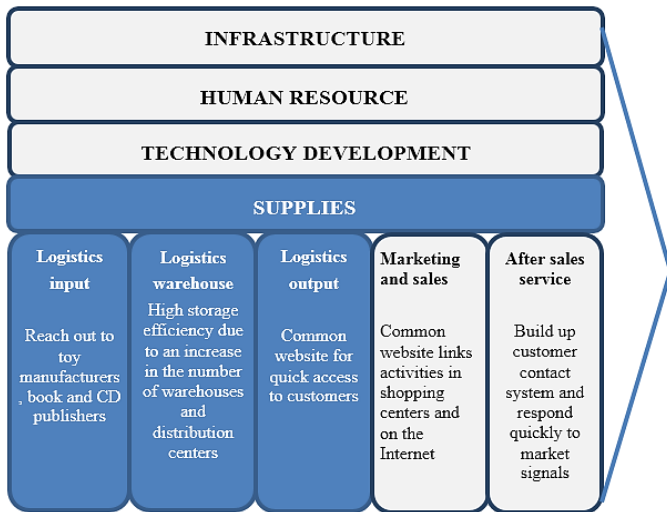 INFRASTRUCTURE
HUMAN RESOURCE
TECHNOLOGY DEVELOPMENT
SUPPLIES
Logistics
input
Reach out to
toy
manufacturers
, book and CD
publishers
Logistics
warehouse
High storage
efficiency due
to an increase
in the number
of warehouses
and
distribution
centers
Logistics
output
Common
website for
quick access
to customers
Marketing
and sales
Common
website links
activities in
shopping
centers and
on the
Internet
After sales
service
Build up
customer
contact
system and
respond
quickly to
market
signals